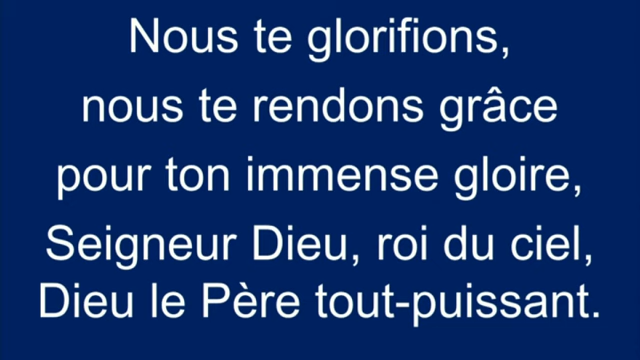 Nous te glorifions,
nous te rendons grâce
pour ton immense gloire,
Seigneur Dieu, roi du ciel,
Dieu le Père tout-puissant.